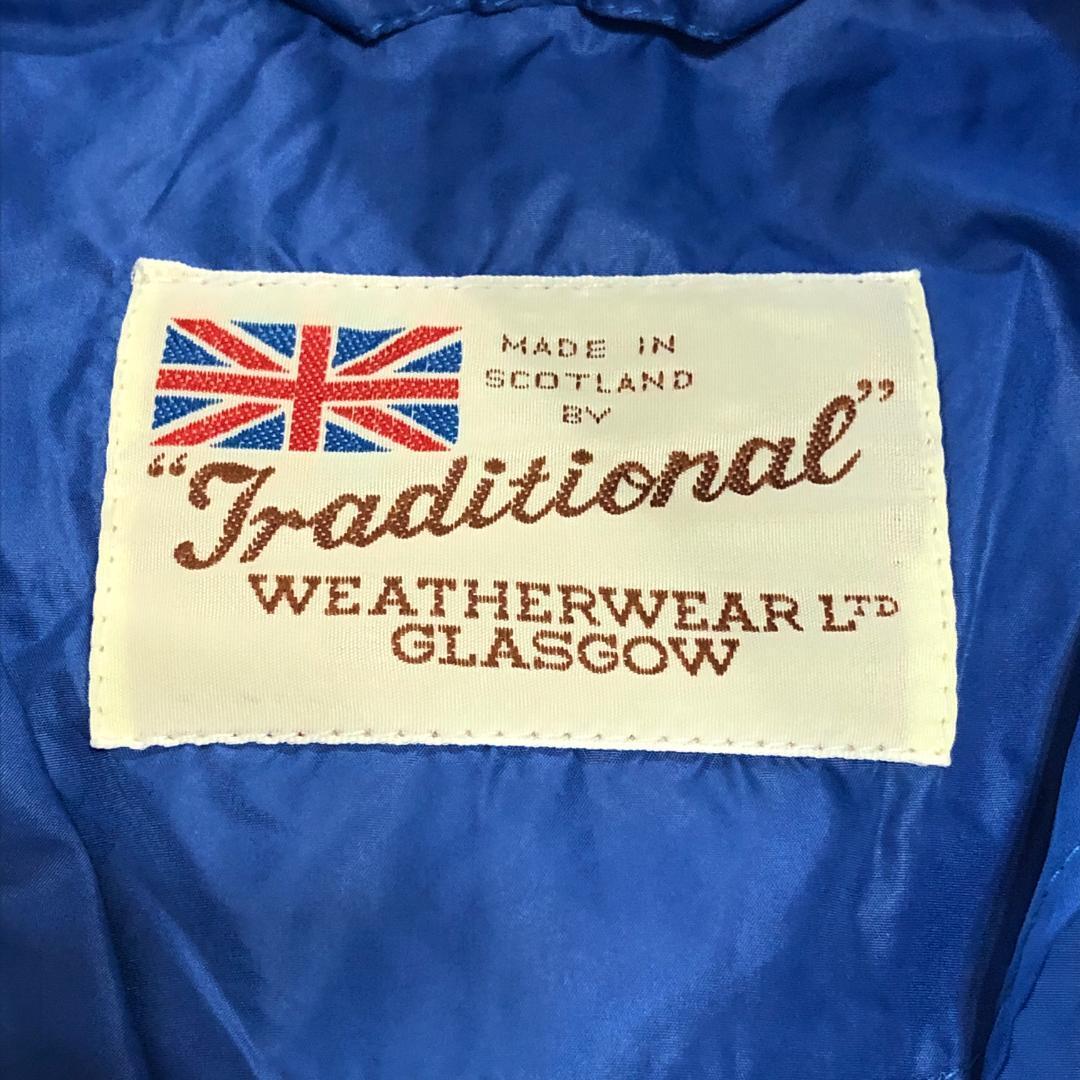 MADE IN
SCOTLAND
BY
“Traditional”
WEATHERWEAR LTD
GLASGOW